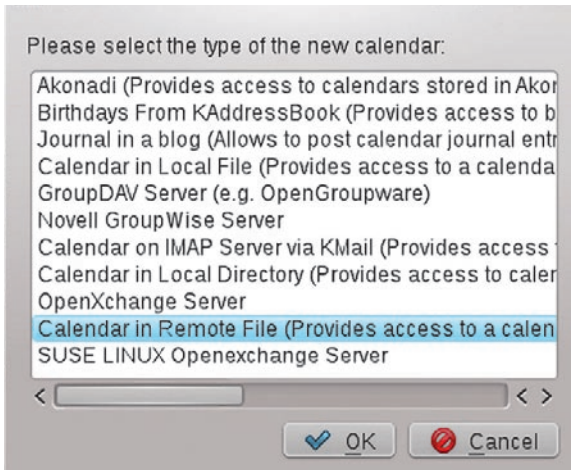 Please select the type of the new calendar:
Akonadi (Provides access to calendars stored in Akor
Birthdays From KAddressBook (Provides access to b
Journal in a blog (Allows to post calendar journal entr
Calendar in Local File (Provides access to a calenda
GroupDAV Server (e.g. OpenGroupware)
Novell GroupWise Server
Calendar on IMAP Server via KMail (Provides access
Calendar in Local Directory (Provides access to caler
OpenXchange Server
Calendar in Remote File (Provides access to a calen
SUSE LINUX Openexchange Server
OK Cancel